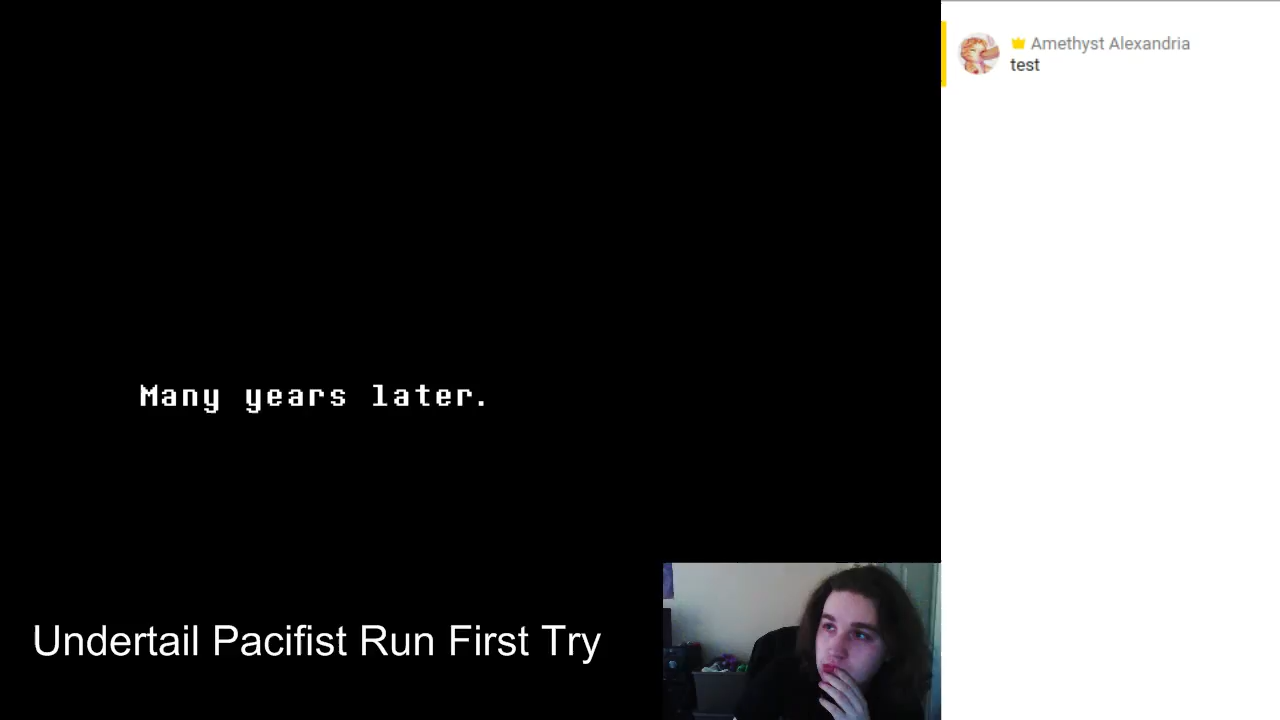 Amethyst Alexandria
test
Many years later.
Undertail Pacifist Run First Try